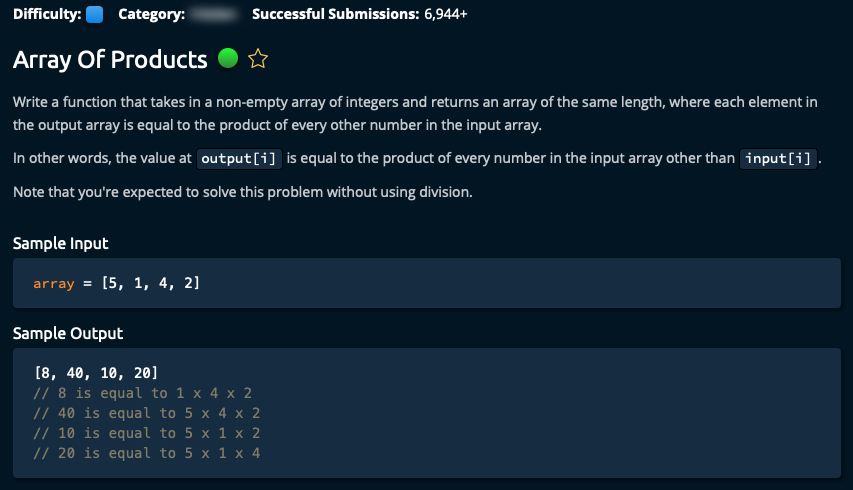 Difficulty: Category: Successful Submissions: 6,944+
Array Of Products
Write a function that takes in a non-empty array of integers and returns an array of the same length, where each element in
the output array is equal to the product of every other number in the input array.
In other words, the value at output[i] is equal to the product of every number in the input array other than input[i] .
Note that you're expected to solve this problem without using division.
Sample Input
array = [5, 1, 4, 2]
Sample Output
[8, 40, 10, 20]
// 8 is equal to 1 x 4 x 2
// 40 is equal to 5 x 4 x 2
// 10 is equal to 5 x 1 x 2
// 20 is equal to 5 x 1 x 4